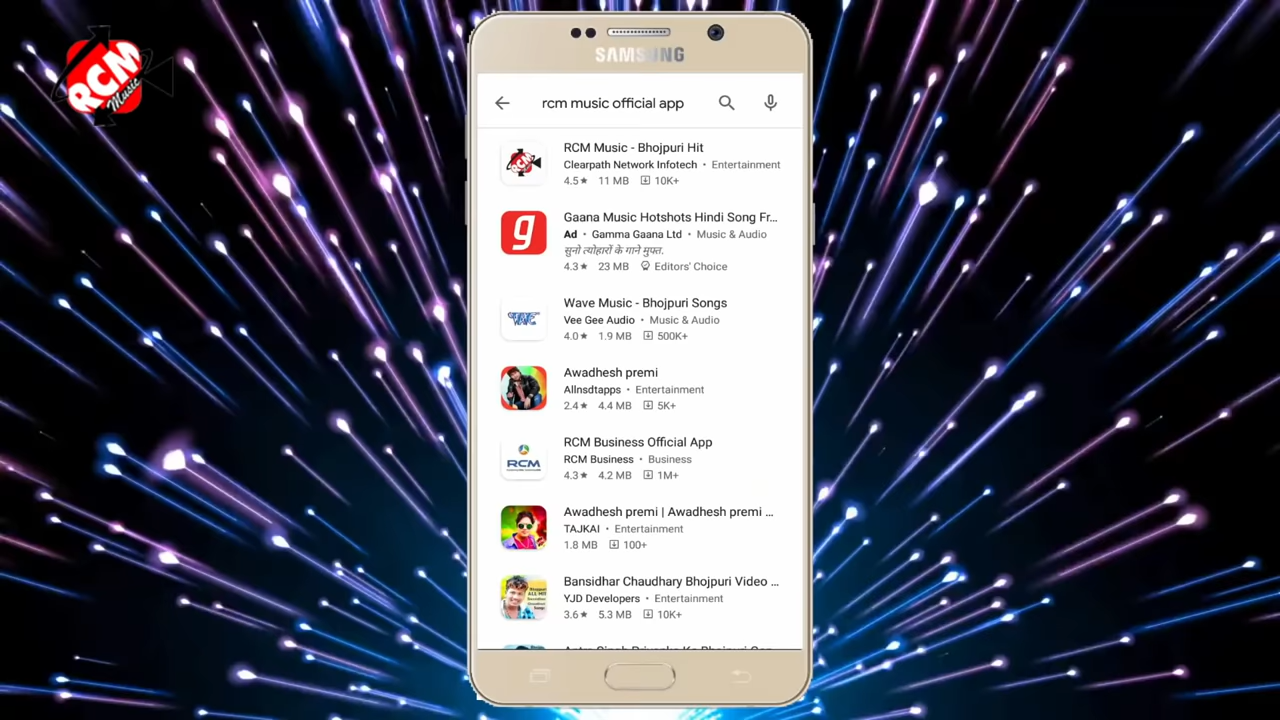 RCM
Music
SAMSUNG
rcm music official app
RCM
RCM Music - Bhojpuri Hit
Clearpath Network Infotech • Entertainment
4.5★ 11 MB 10K+
g
Gaana Music Hotshots Hindi Song Fr...
Ad • Gamma Gaana Ltd • Music & Audio
सुनो त्योहारों के गाने मुफ्त.
4.3★ 23 MB Editors' Choice
Wave Music - Bhojpuri Songs
Vee Gee Audio • Music & Audio
4.0★ 1.9 MB 500K+
Awadhesh premi
Allnsdtapps • Entertainment
2.4★ 4.4 MB 5K+
RCM
RCM Business Official App
RCM Business • Business
4.3★ 4.2 MB 1M+
Awadhesh premi | Awadhesh premi ...
TAJKAI • Entertainment
1.8 MB 100+
Bansidhar Chaudhary Bhojpuri Video ...
YJD Developers • Entertainment
3.6★ 5.3 MB 10K+